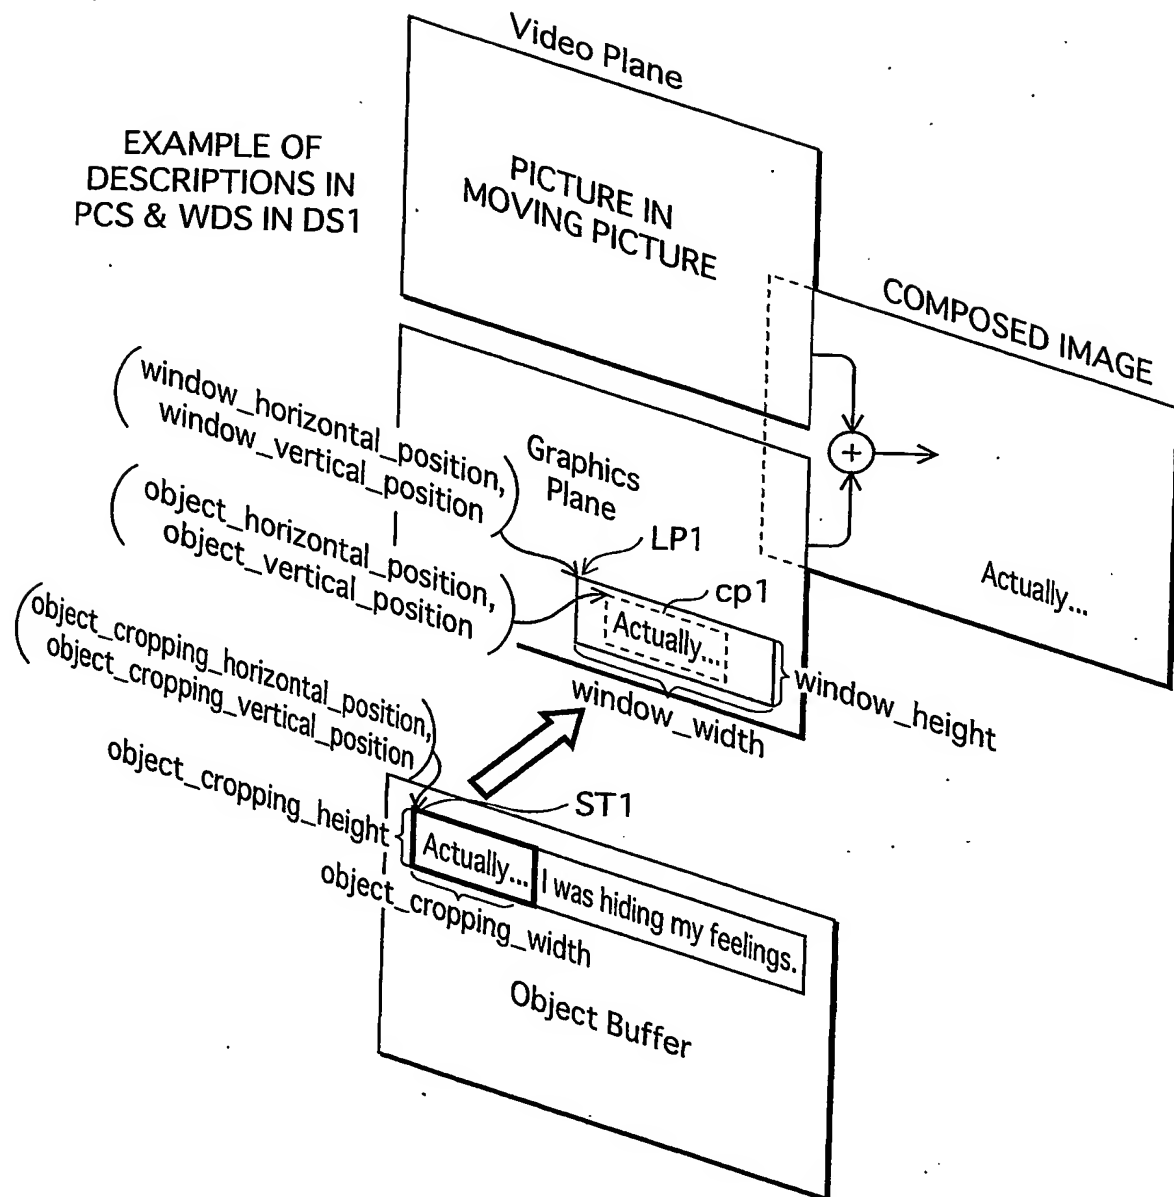 Video Plane
EXAMPLE OF
DESCRIPTIONS IN
PCS & WDS IN DS1
PICTURE IN
MOVING PICTURE
COMPOSED IMAGE
(window_horizontal_position,
window_vertical_position)
Graphics
Plane
+
(object_horizontal_position,
object_vertical_position)
LP1
cp1
Actually...
Actually...
(object_cropping_horizontal_position,
object_cropping_vertical_position)
window_width
window_height
object_cropping_height
ST1
Actually... I was hiding my feelings.
object_cropping_width
Object Buffer